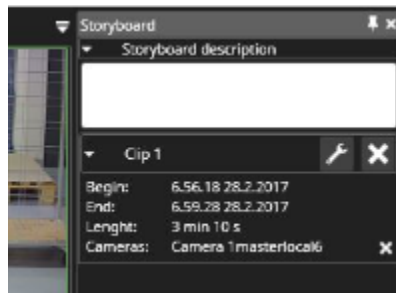 Storyboard
Storyboard description
Clip 1
Begin: 6.56.18 28.2.2017
End: 6.59.28 28.2.2017
Lenght: 3 min 10 s
Cameras: Camera 1masterlocal6